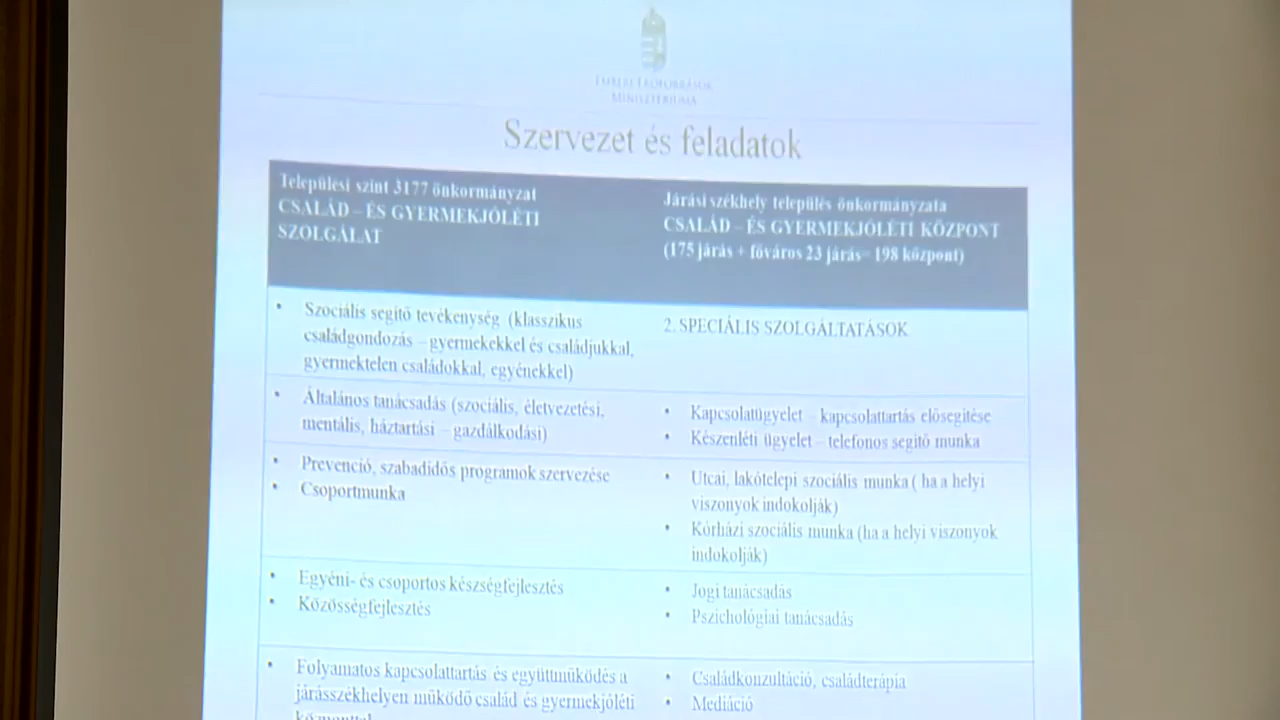 EMBERI ERŐFORRÁSOK
MINISZTÉRIUMA
Szervezet és feladatok
Települési szint 3177 önkormányzat
CSALÁD – ÉS GYERMEKJÓLÉTI
SZOLGÁLAT
Járási székhely település önkormányzata
CSALÁD – ÉS GYERMEKJÓLÉTI KÖZPONT
(175 járás + főváros 23 járás= 198 központ)
• Szociális segítő tevékenység (klasszikus
családgondozás – gyermekekkel és családjukkal,
gyermektelen családokkal, egyénekkel)
2. SPECIÁLIS SZOLGÁLTATÁSOK
• Általános tanácsadás (szociális, életvezetési,
mentális, háztartási – gazdálkodási)
• Kapcsolatügyelet – kapcsolattartás elősegítése
• Készenléti ügyelet – telefonos segítő munka
• Prevenció, szabadidős programok szervezése
• Csoportmunka
• Utcai, lakótelepi szociális munka ( ha a helyi
viszonyok indokolják)
• Kórházi szociális munka (ha a helyi viszonyok
indokolják)
• Egyéni- és csoportos készségfejlesztés
• Közösségfejlesztés
• Jogi tanácsadás
• Pszichológiai tanácsadás
• Folyamatos kapcsolattartás és együttműködés a
járásszékhelyen működő család és gyermekjóléti
• Családkonzultáció, családterápia
• Mediáció